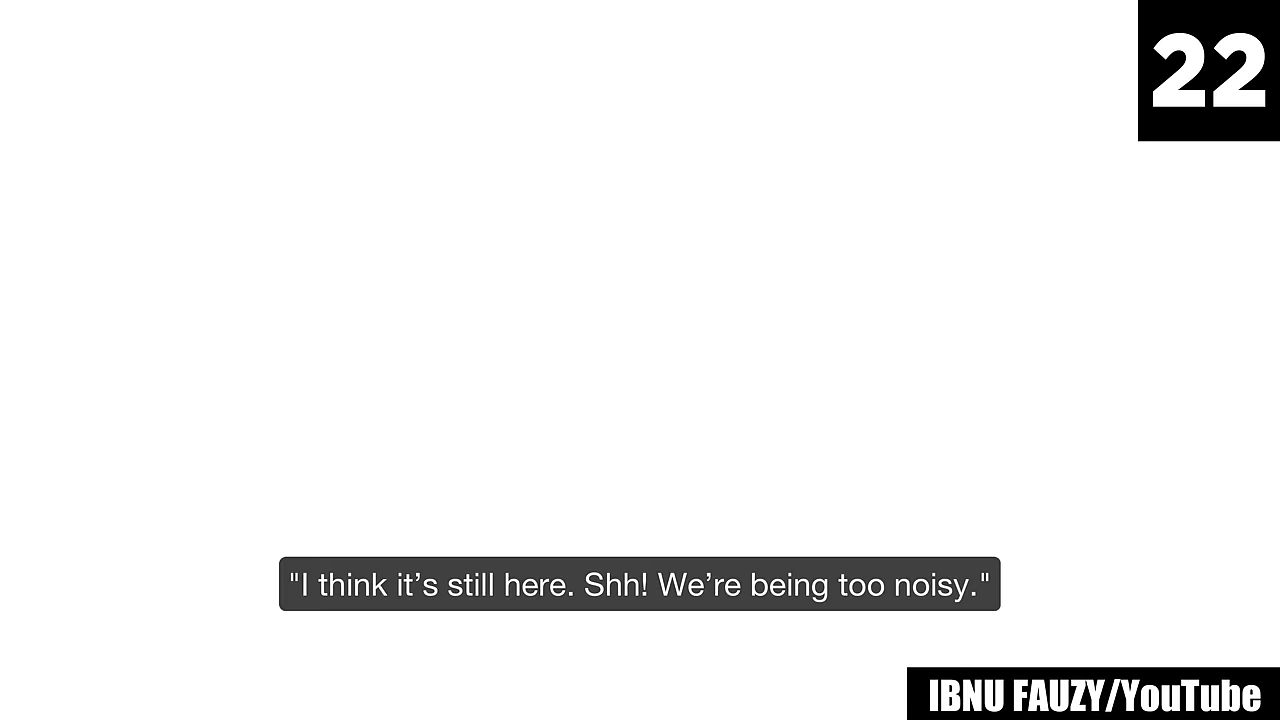 22
"I think it’s still here. Shh! We’re being too noisy."
IBNU FAUZY/YouTube